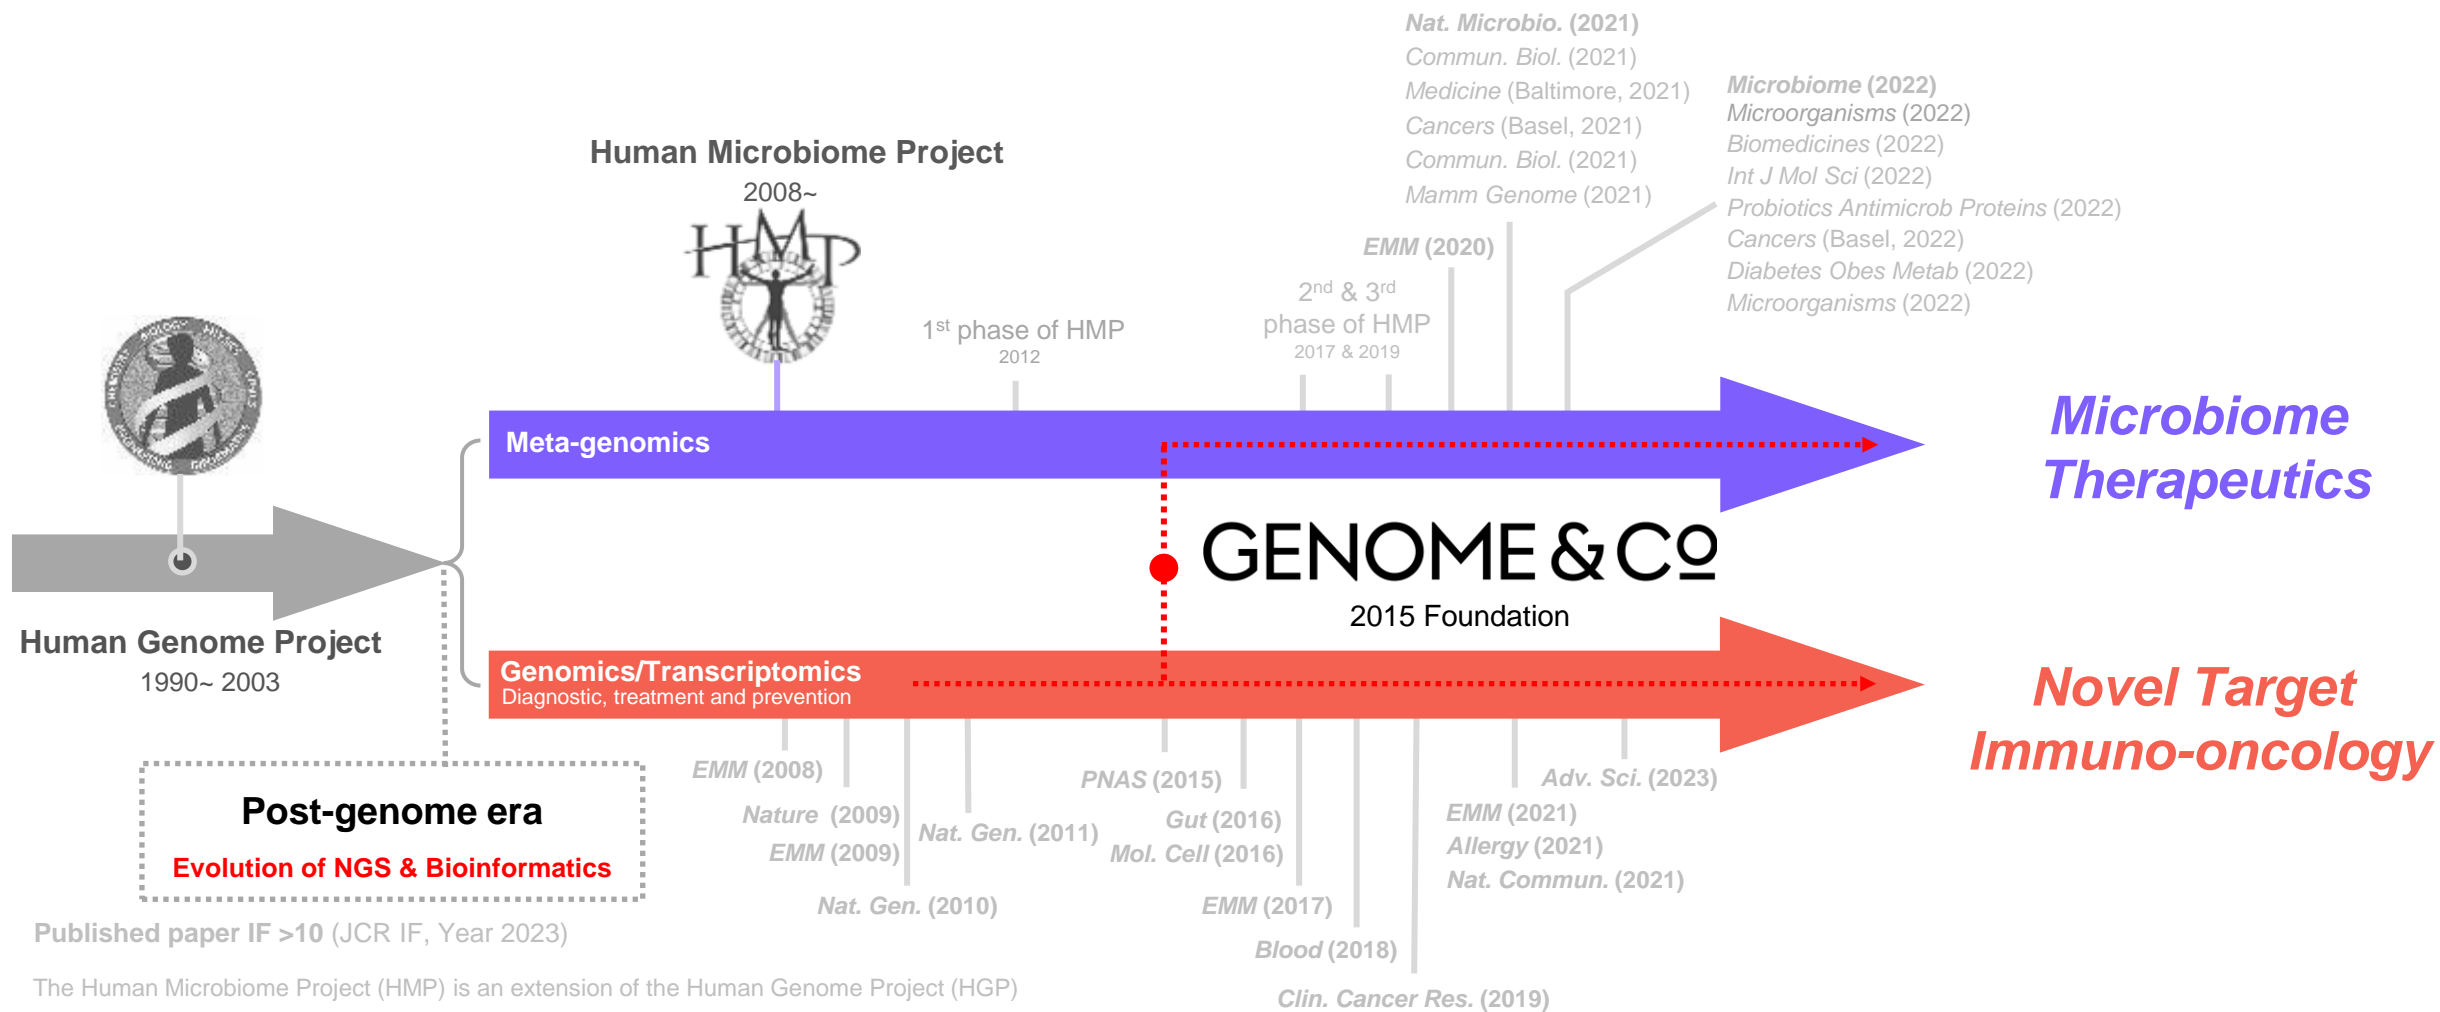 Nat. Microbio. (2021)
Commun. Biol. (2021)
Medicine (Baltimore, 2021)
Cancers (Basel, 2021)
Commun. Biol. (2021)
Mamm Genome (2021)
Microbiome (2022)
Microorganisms (2022)
Biomedicines (2022)
Int J Mol Sci (2022)
Probiotics Antimicrob Proteins (2022)
Cancers (Basel, 2022)
Diabetes Obes Metab (2022)
Microorganisms (2022)
Human Microbiome Project
2008~
HMP
EMM (2020)
1st phase of HMP
2012
2nd & 3rd
phase of HMP
2017 & 2019
Meta-genomics
Microbiome
Therapeutics
GENOME & Co
2015 Foundation
Human Genome Project
1990~ 2003
Genomics/Transcriptomics
Diagnostic, treatment and prevention
Novel Target
Immuno-oncology
EMM (2008)
Nature (2009)
EMM (2009)
Nat. Gen. (2010)
Nat. Gen. (2011)
PNAS (2015)
Gut (2016)
Mol. Cell (2016)
EMM (2017)
Blood (2018)
Clin. Cancer Res. (2019)
EMM (2021)
Allergy (2021)
Nat. Commun. (2021)
Adv. Sci. (2023)
Post-genome era
Evolution of NGS & Bioinformatics
Published paper IF >10 (JCR IF, Year 2023)
The Human Microbiome Project (HMP) is an extension of the Human Genome Project (HGP)